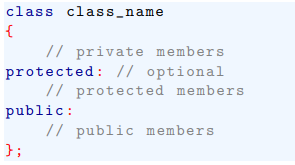 class class_name
{
    // private members
protected: // optional
    // protected members
public:
    // public members
};